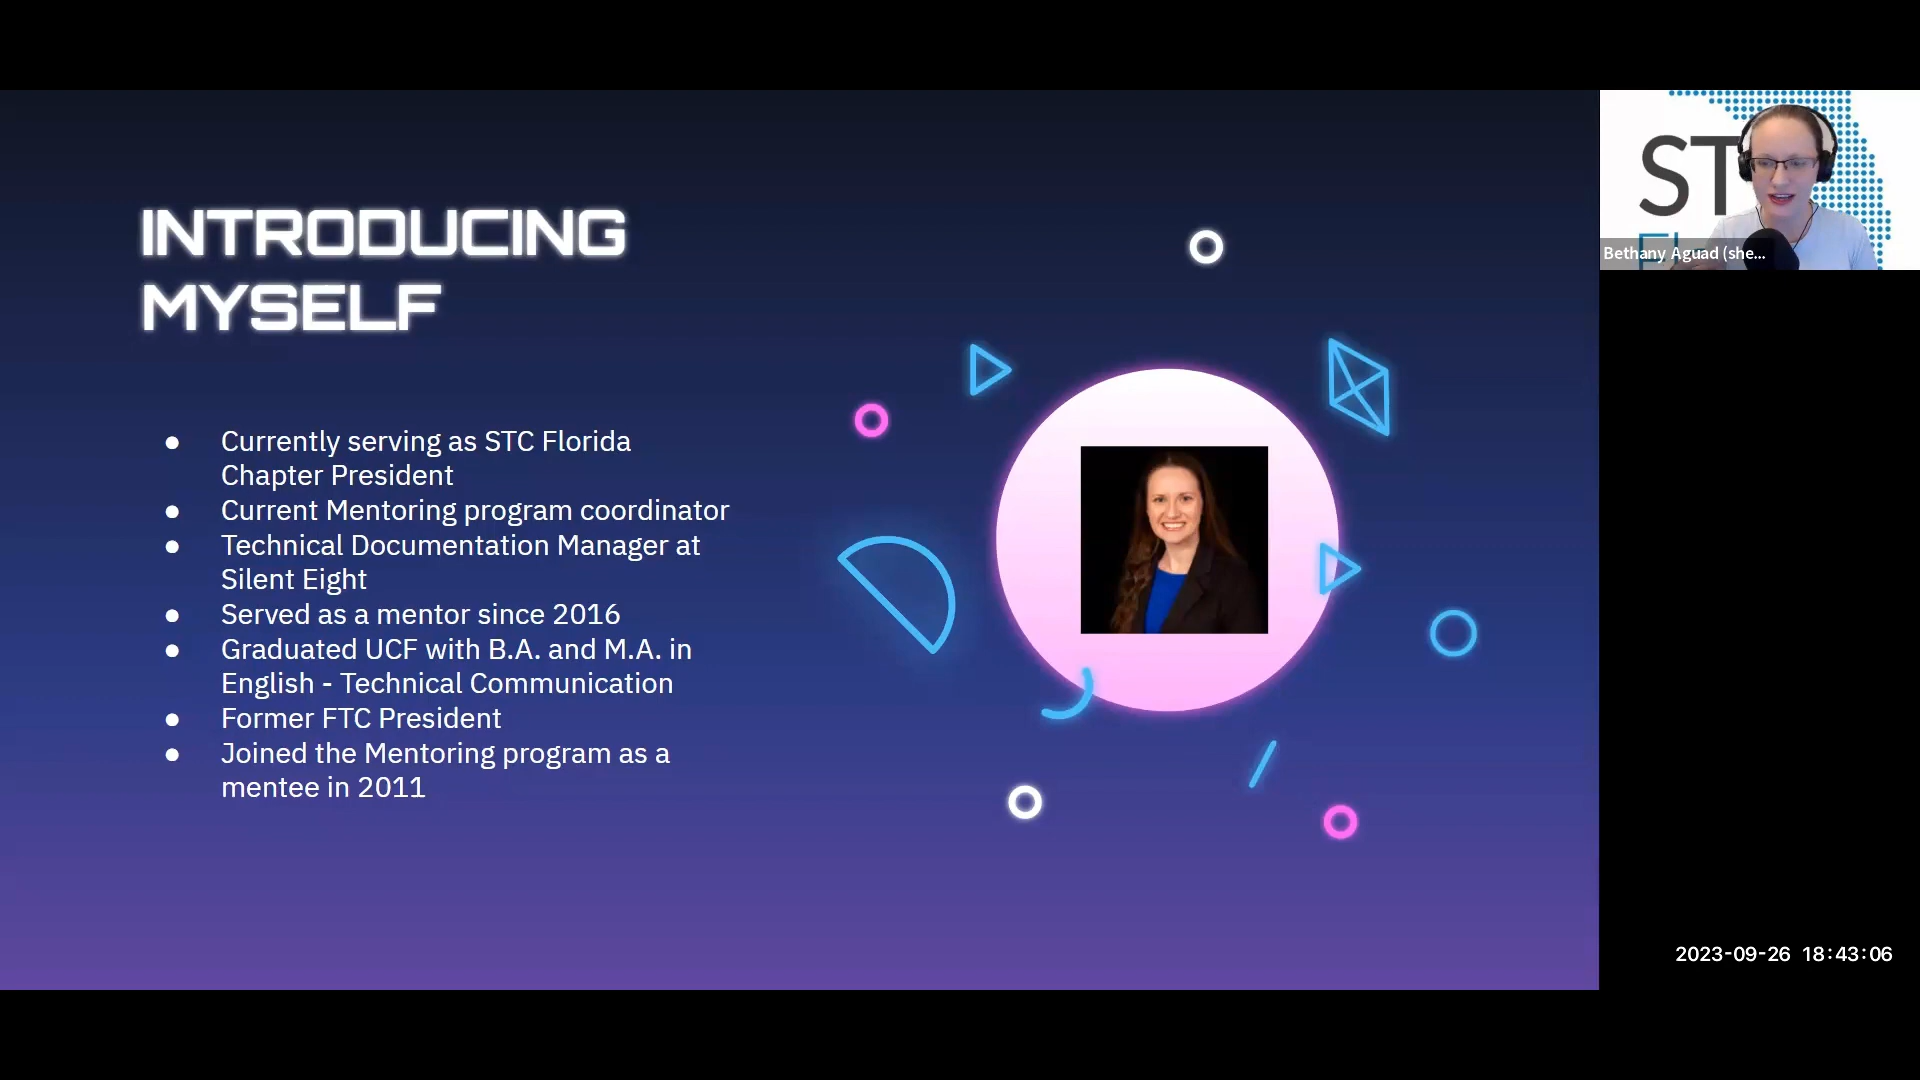 INTRODUCING
MYSELF
● Currently serving as STC Florida
Chapter President
● Current Mentoring program coordinator
● Technical Documentation Manager at
Silent Eight
● Served as a mentor since 2016
● Graduated UCF with B.A. and M.A. in
English - Technical Communication
● Former FTC President
● Joined the Mentoring program as a
mentee in 2011
ST
Bethany Aguad (she...
2023-09-26 18:43:06